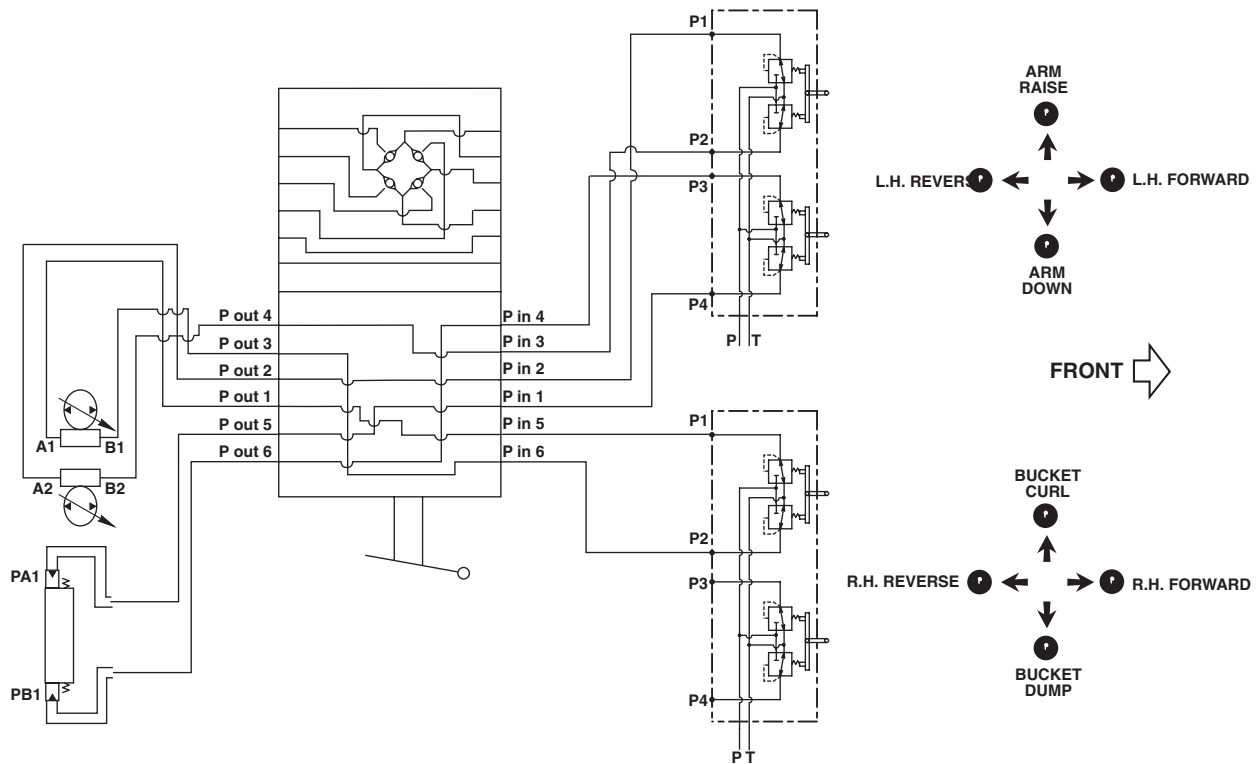 P1
P2
P3
P4
P T
ARM
RAISE
L.H. REVERS
L.H. FORWARD
ARM
DOWN
FRONT
P out 4
P out 3
P out 2
P out 1
P out 5
P out 6
P in 4
P in 3
P in 2
P in 1
P in 5
P in 6
A1 B1
A2 B2
PA1
PB1
P1
P2
P3
P4
P T
BUCKET
CURL
R.H. REVERSE
R.H. FORWARD
BUCKET
DUMP